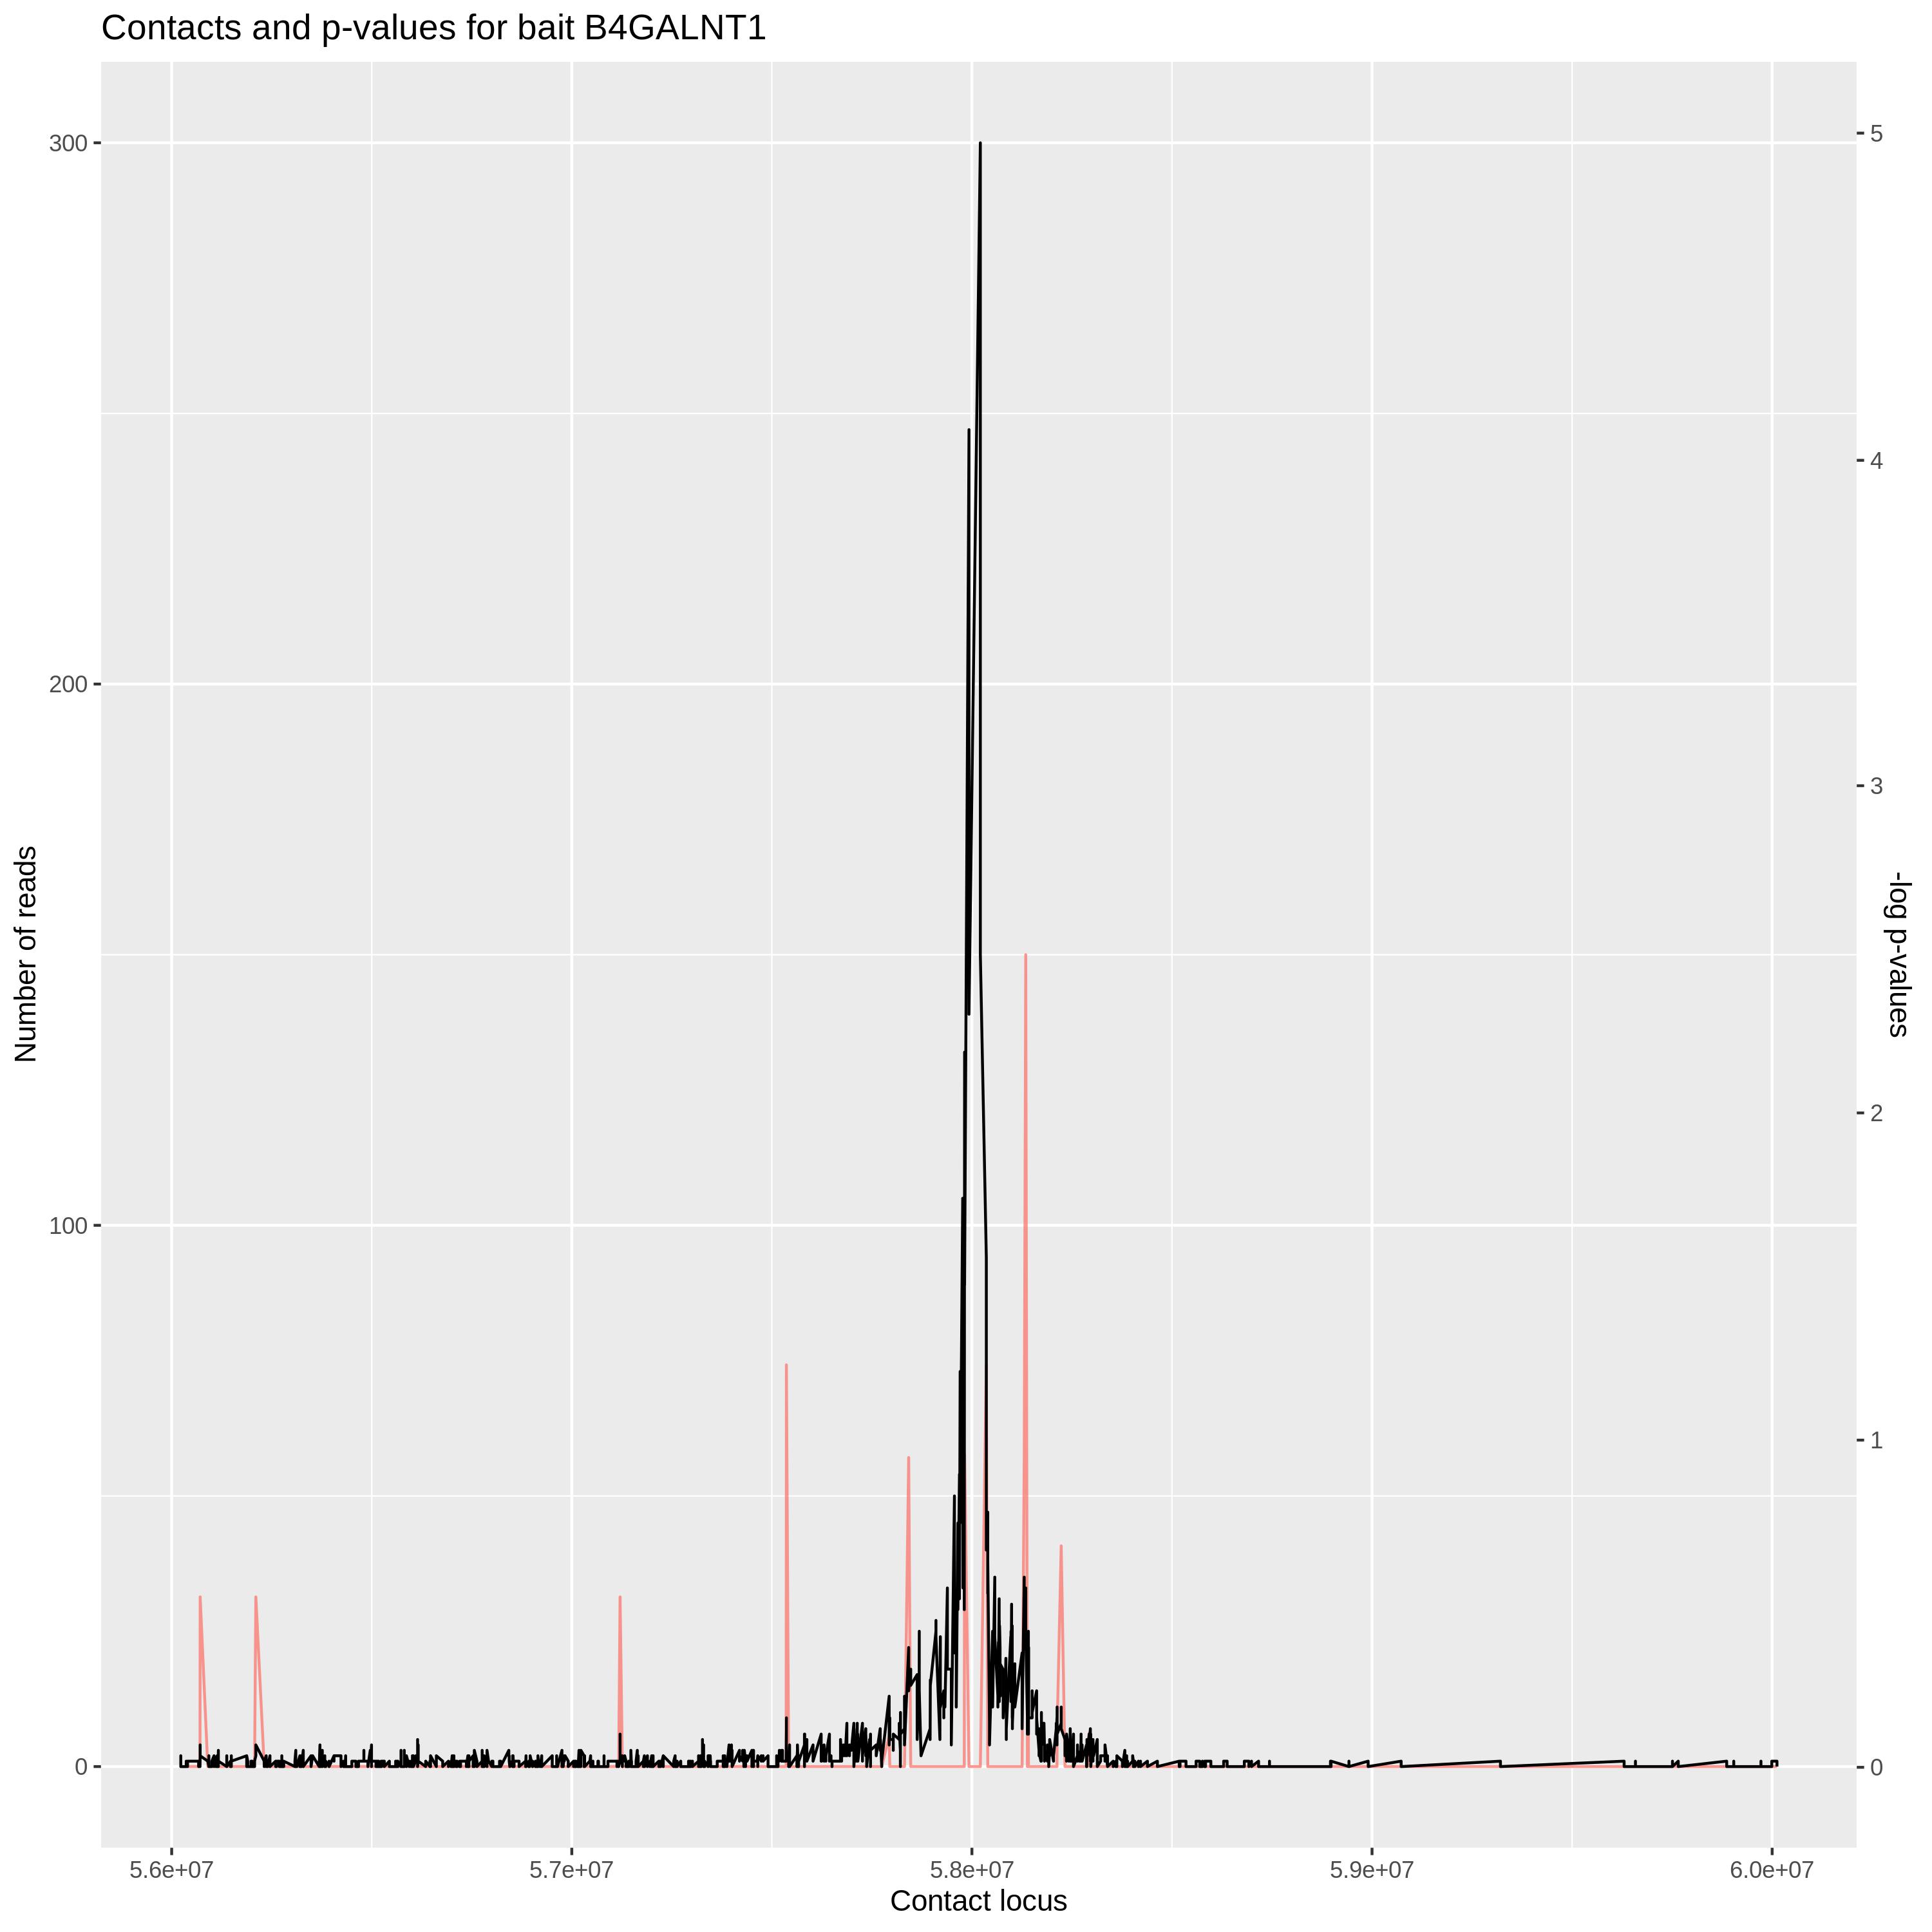 Contacts and p-values for bait B4GALNT1
300
200
100
0
Number of reads
5
4
3
2
1
0
-log p-values
5.6e+07 5.7e+07 5.8e+07 5.9e+07 6.0e+07
Contact locus